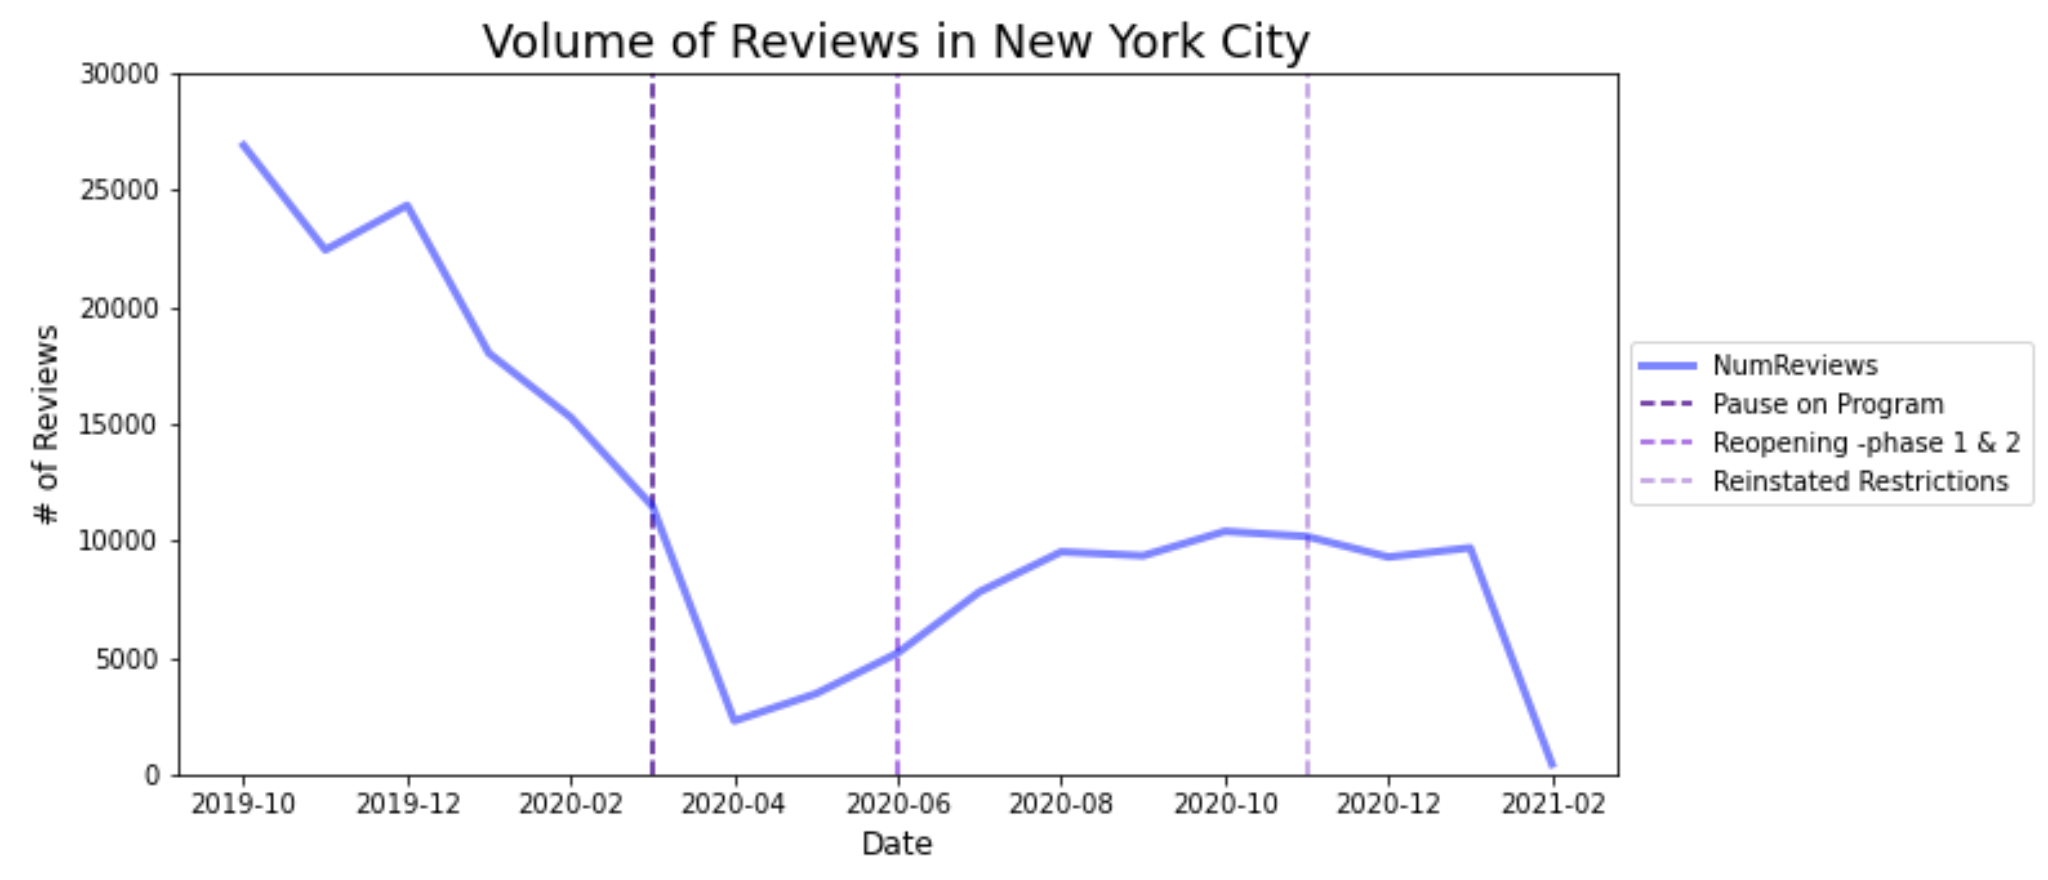 Volume of Reviews in New York City
30000
25000
20000
15000
10000
5000
0
# of Reviews
2019-10 2019-12 2020-02 2020-04 2020-06 2020-08 2020-10 2020-12 2021-02
Date
NumReviews
Pause on Program
Reopening -phase 1 & 2
Reinstated Restrictions